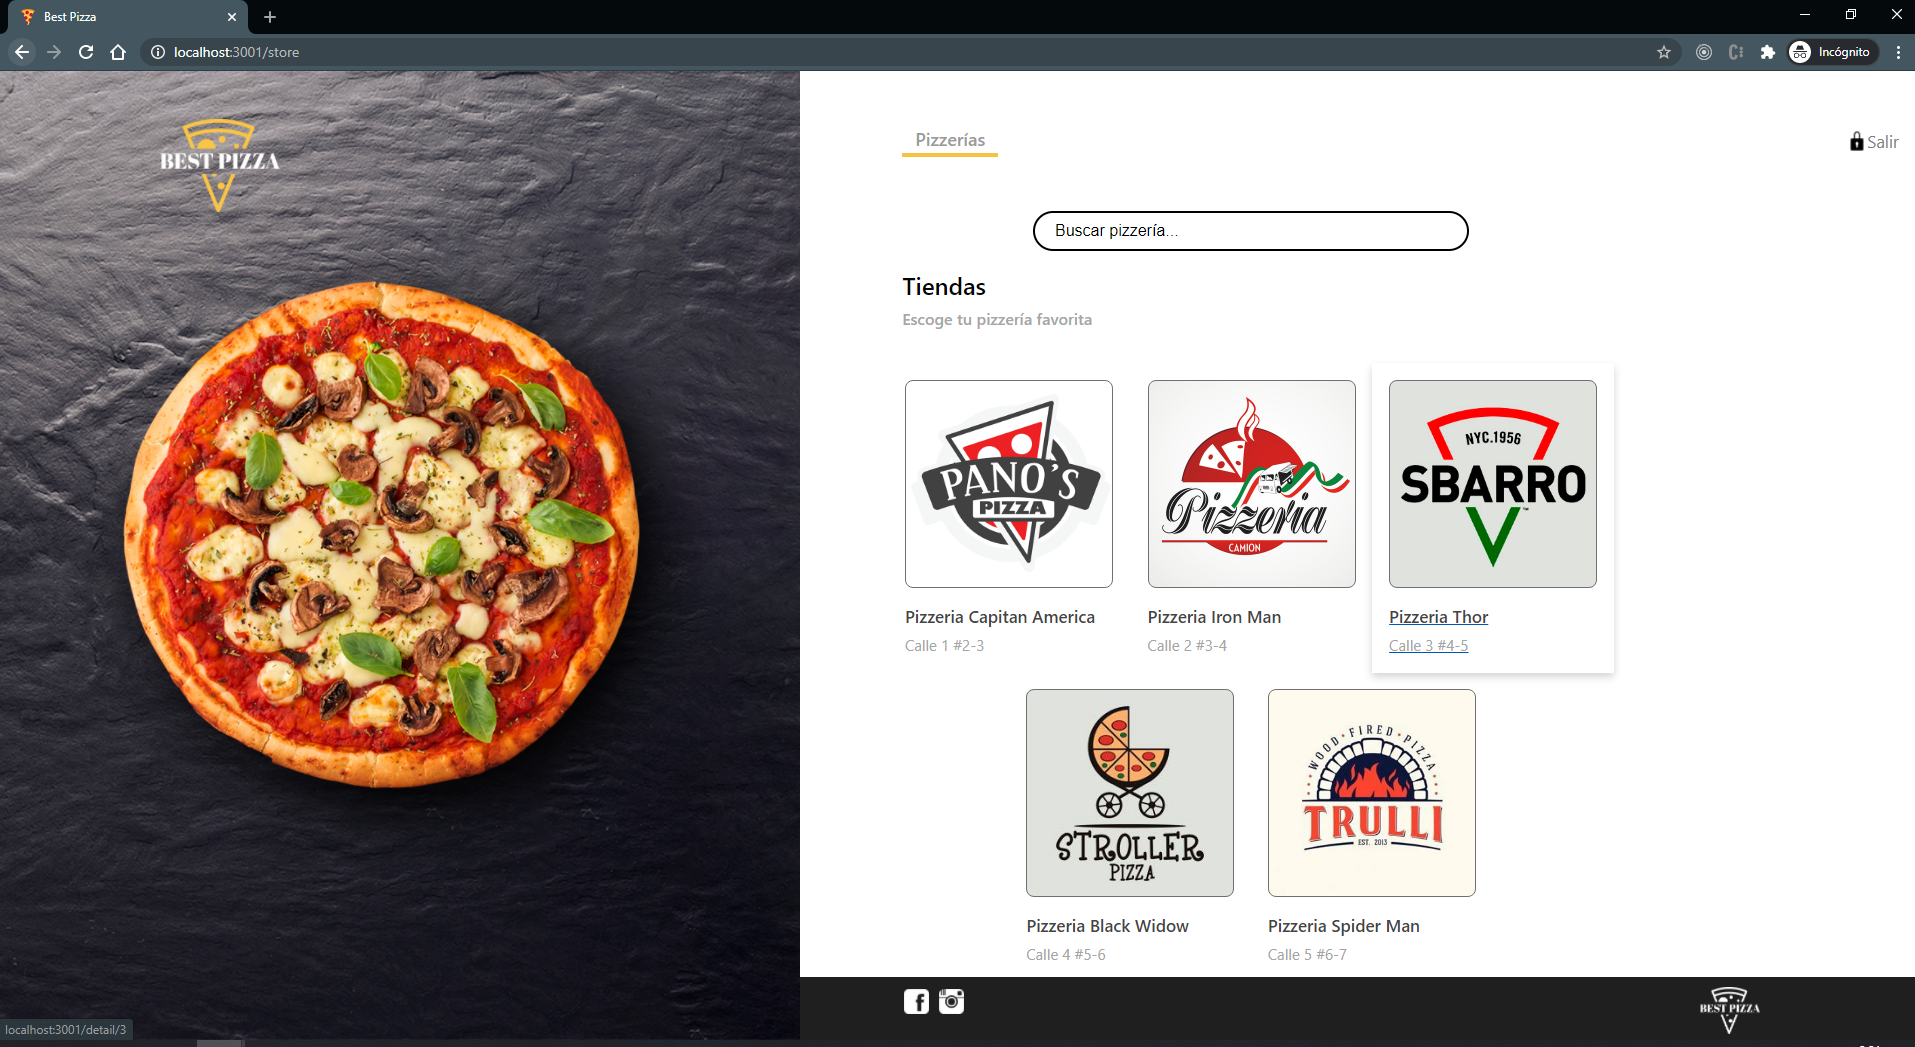 Best Pizza
localhost:3001/store
Incógnito
BEST PIZZA
Pizzerías
Salir
Buscar pizzería...
Tiendas
Escoge tu pizzería favorita
PANO'S
PIZZA
Pizzeria
CAMION
NYC.1956
SBARRO
Pizzeria Capitan America
Calle 1 #2-3
Pizzeria Iron Man
Calle 2 #3-4
Pizzeria Thor
Calle 3 #4-5
STROLLER
PIZZA
WOOD·FIRED·PIZZA
TRULLI
EST. 2013
Pizzeria Black Widow
Calle 4 #5-6
Pizzeria Spider Man
Calle 5 #6-7
BEST PIZZA
localhost:3001/detail/3